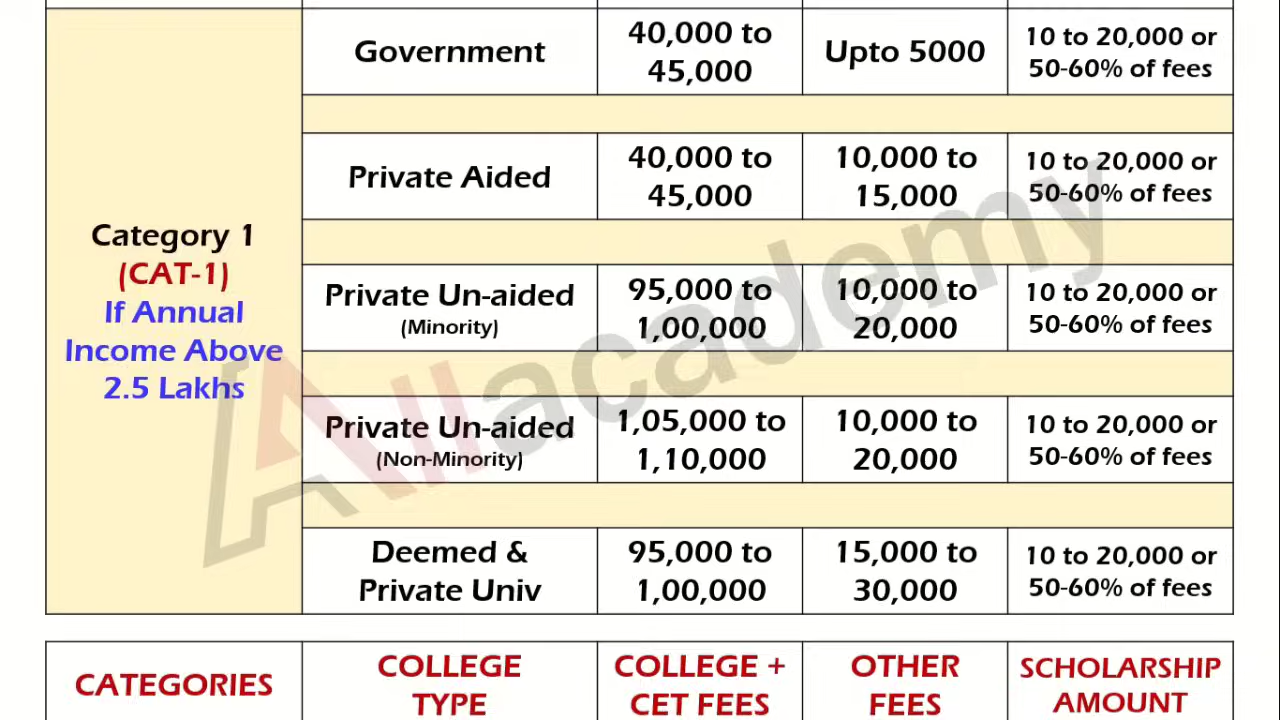 Government
40,000 to
45,000
Upto 5000
10 to 20,000 or
50-60% of fees
Private Aided
40,000 to
45,000
10,000 to
15,000
10 to 20,000 or
50-60% of fees
Category 1
(CAT-1)
If Annual
Income Above
2.5 Lakhs
Private Un-aided
(Minority)
95,000 to
1,00,000
10,000 to
20,000
10 to 20,000 or
50-60% of fees
Private Un-aided
(Non-Minority)
1,05,000 to
1,10,000
10,000 to
20,000
10 to 20,000 or
50-60% of fees
Deemed &
Private Univ
95,000 to
1,00,000
15,000 to
30,000
10 to 20,000 or
50-60% of fees
Allacademy
CATEGORIES
COLLEGE
TYPE
COLLEGE +
CET FEES
OTHER
FEES
SCHOLARSHIP
AMOUNT